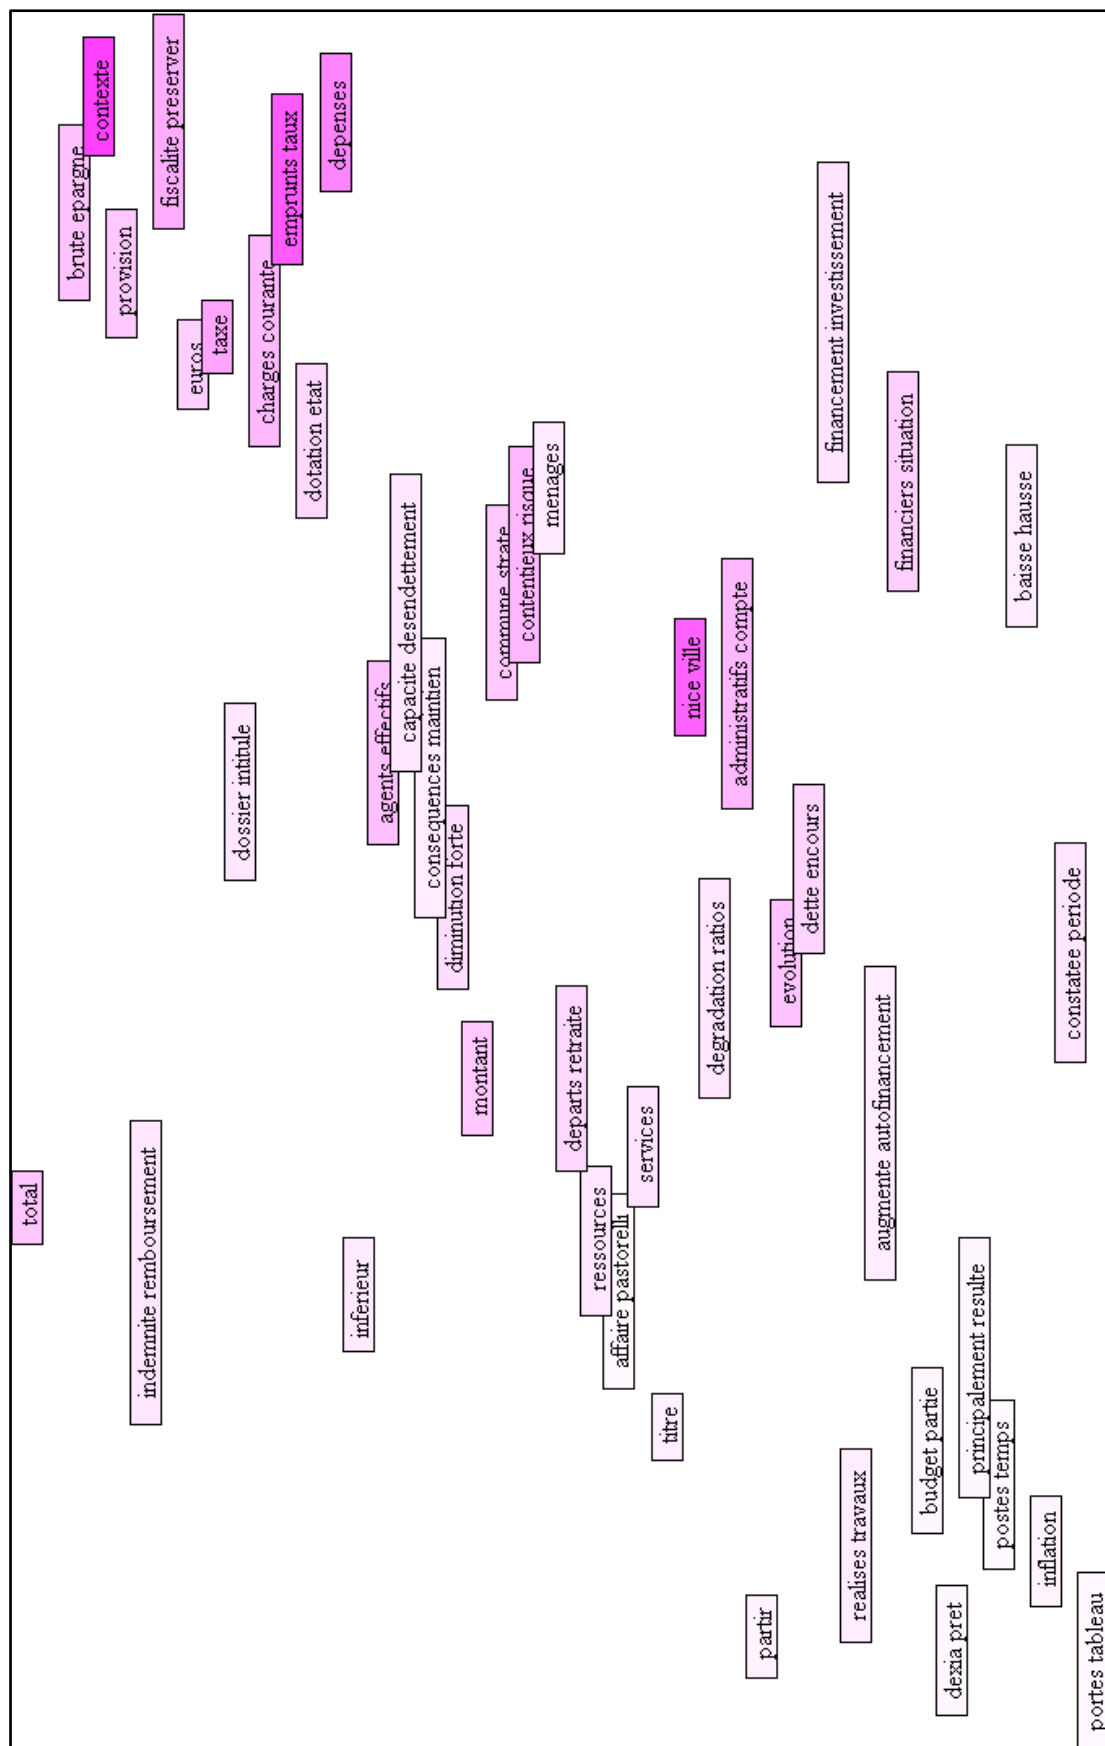 total
brute epargne
contexte
provision
indemnite remboursement
fiscalite preserver
euros
taxe
dossier intitule
charges courante
emprunts taux
dotation etat
depenses
inferieur
agents effectifs
capacite desendettement
consequences maintien
diminution forte
montant
commune strate
contentieux risque
menages
departs retraite
ressources
affaire pastorelli
services
titre
nice ville
degradation ratios
administratifs compte
partir
evolution
dette encours
financement investissement
realises travaux
augmente autofinancement
financiers situation
budget partie
dexia pret
principalement resulte
postes temps
baisse hausse
inflation
constatee periode
portes tableau